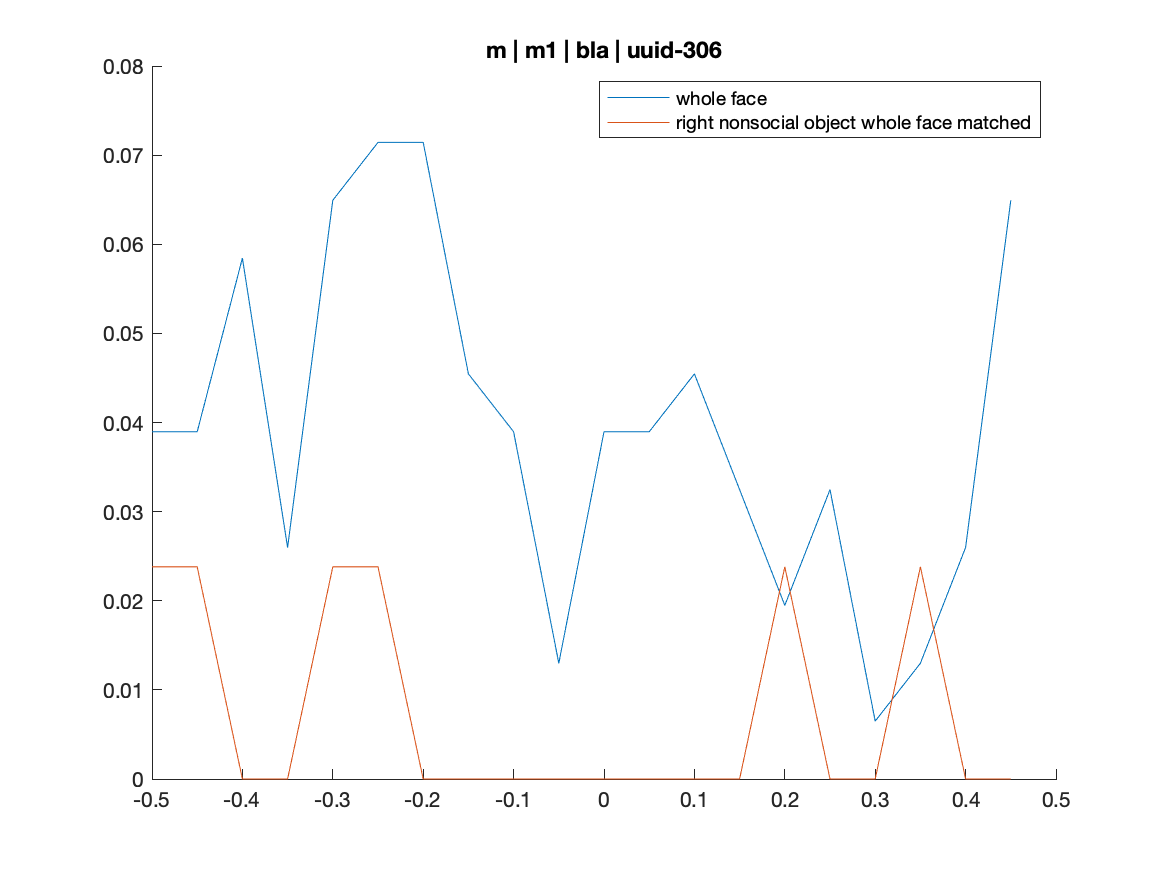 m | m1 | bla | uuid-306
whole face
right nonsocial object whole face matched
0.08
0.07
0.06
0.05
0.04
0.03
0.02
0.01
0
-0.5 -0.4 -0.3 -0.2 -0.1 0 0.1 0.2 0.3 0.4 0.5